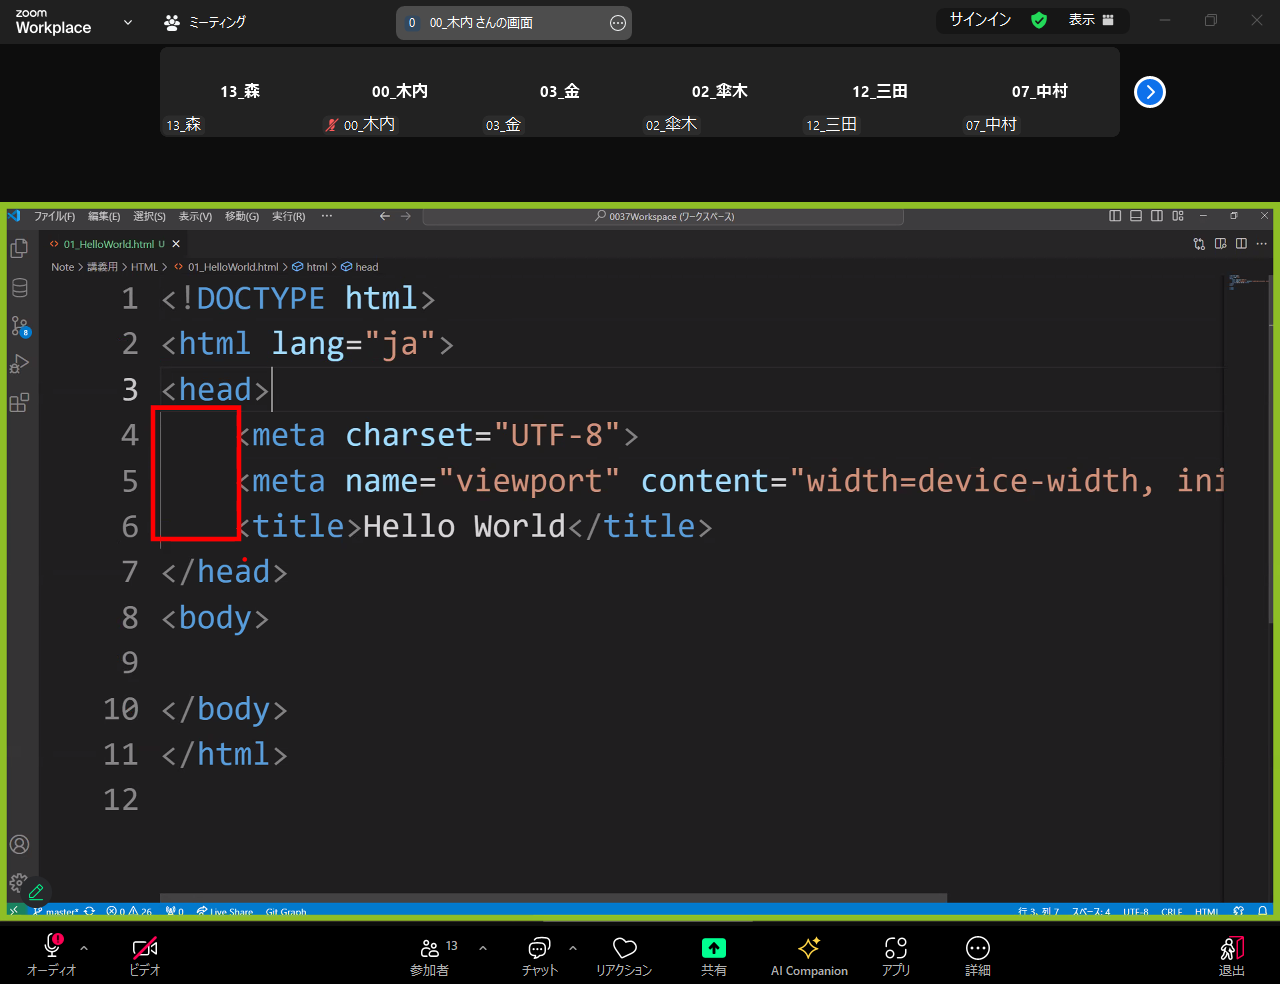 zoom
Workplace
ミーティング
0 00_木内 さんの画面
サインイン
表示
13_森 00_木内 03_金 02_傘木 12_三田 07_中村
13_森 00_木内 03_金 02_傘木 12_三田 07_中村
ファイル(F) 編集(E) 選択(S) 表示(V) 移動(G) 実行(R) ··· 0037Workspace (ワークスペース)
01_HelloWorld.html U
Note > 講義用 > HTML > 01_HelloWorld.html > html > head
1 <!DOCTYPE html>
2 <html lang="ja">
3 <head>
4 <meta charset="UTF-8">
5 <meta name="viewport" content="width=device-width, ini
6 <title>Hello World</title>
7 </head>
8 <body>
9
10 </body>
11 </html>
12
8
master* 0 26 0 Live Share Git Graph 行 3、列 7 スペース: 4 UTF-8 CRLF HTML
13
オーディオ ビデオ 参加者 チャット リアクション 共有 AI Companion アプリ 詳細 退出